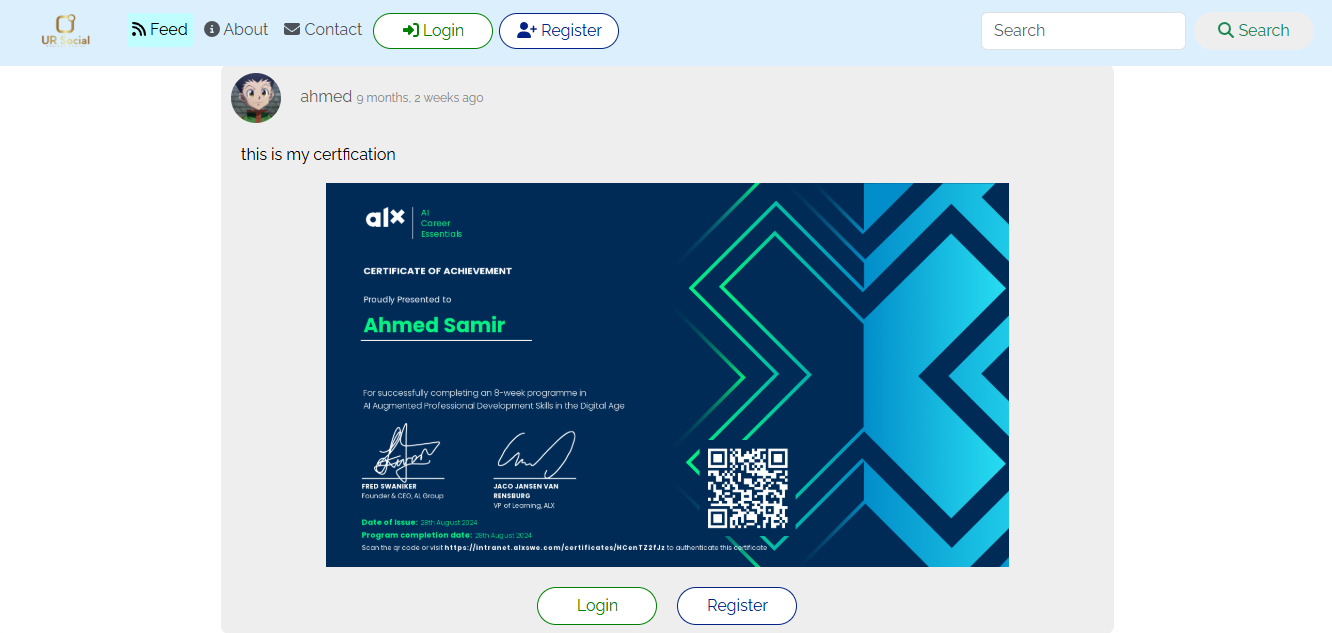 UR Social
Feed
About
Contact
Login
Register
Search
Search
ahmed 9 months, 2 weeks ago
this is my certfication
alx
AI
Career
Essentials
CERTIFICATE OF ACHIEVEMENT
Proudly Presented to
Ahmed Samir
For successfully completing an 8-week programme in
AI Augmented Professional Development Skills in the Digital Age
FRED SWANIKER
Founder & CEO, AL Group
JACO JANSEN VAN
RENSBURG
VP of Learning, ALX
Date of Issue: 28th August 2024
Program completion date: 28th August 2024
Scan the qr code or visit https://intranet.alxswe.com/certificates/HCenTZ2fJz to authenticate this certificate
Login
Register